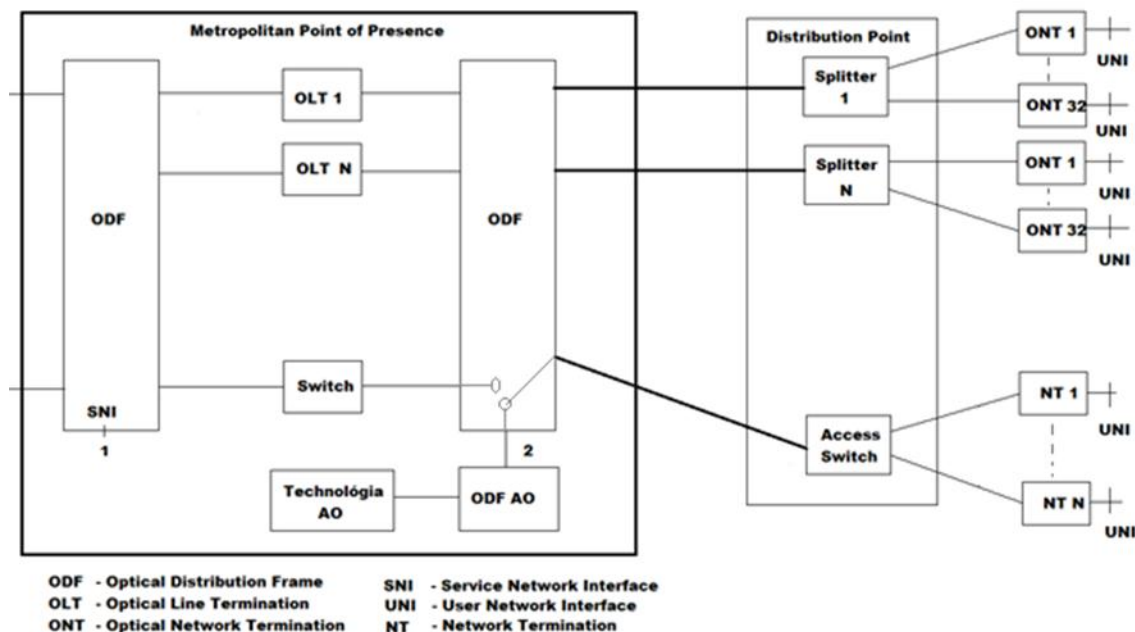 Metropolitan Point of Presence
Distribution Point
ODF
SNI
1
OLT 1
OLT N
Switch
Technológia
AO
ODF
2
ODF AO
Splitter
1
Splitter
N
Access
Switch
ONT 1
UNI
ONT 32
UNI
ONT 1
UNI
ONT 32
UNI
NT 1
UNI
NT N
UNI
ODF - Optical Distribution Frame
OLT - Optical Line Termination
ONT - Optical Network Termination
SNI - Service Network Interface
UNI - User Network Interface
NT - Network Termination